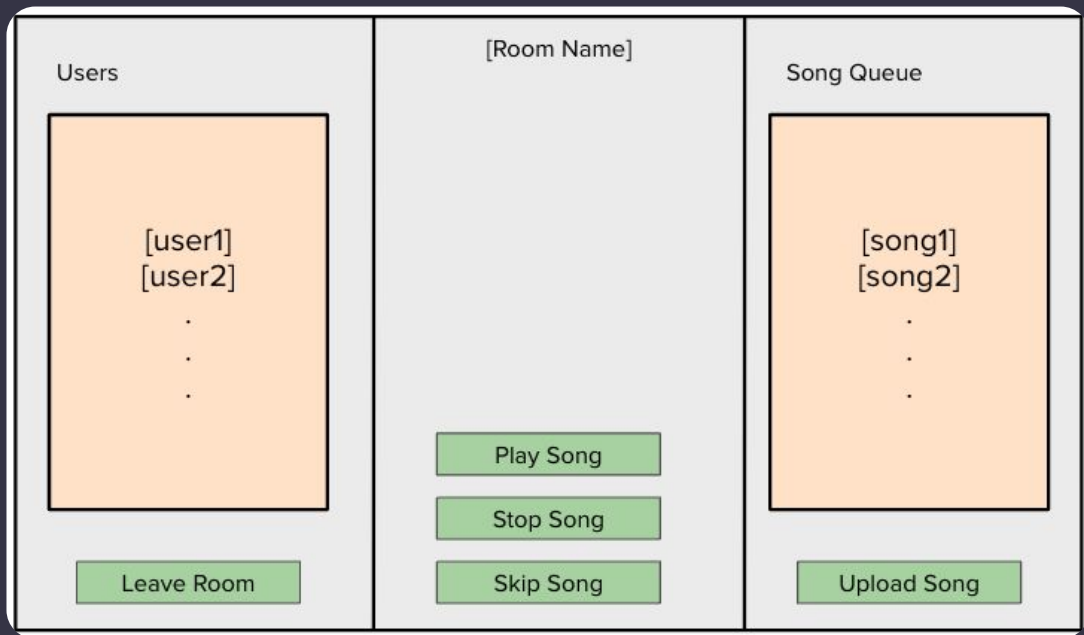 Users
[user1]
[user2]
.
.
.
Leave Room
[Room Name]
Play Song
Stop Song
Skip Song
Song Queue
[song1]
[song2]
.
.
.
Upload Song